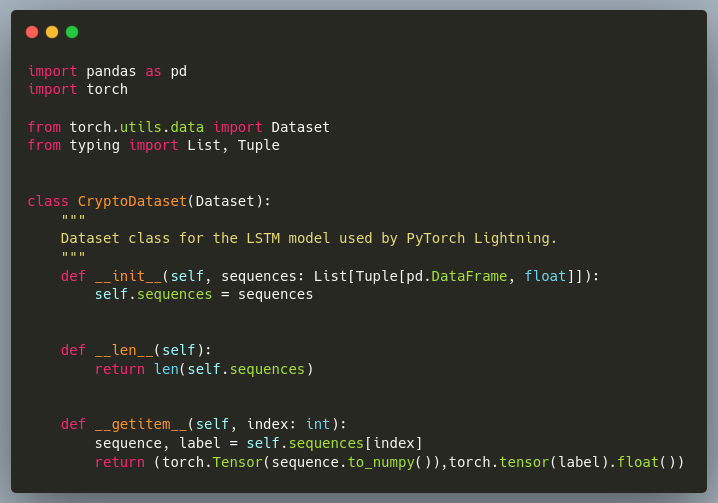 import pandas as pd
import torch

from torch.utils.data import Dataset
from typing import List, Tuple


class CryptoDataset(Dataset):
    """
    Dataset class for the LSTM model used by PyTorch Lightning.
    """
    def __init__(self, sequences: List[Tuple[pd.DataFrame, float]]):
        self.sequences = sequences


    def __len__(self):
        return len(self.sequences)


    def __getitem__(self, index: int):
        sequence, label = self.sequences[index]
        return (torch.Tensor(sequence.to_numpy()),torch.tensor(label).float())